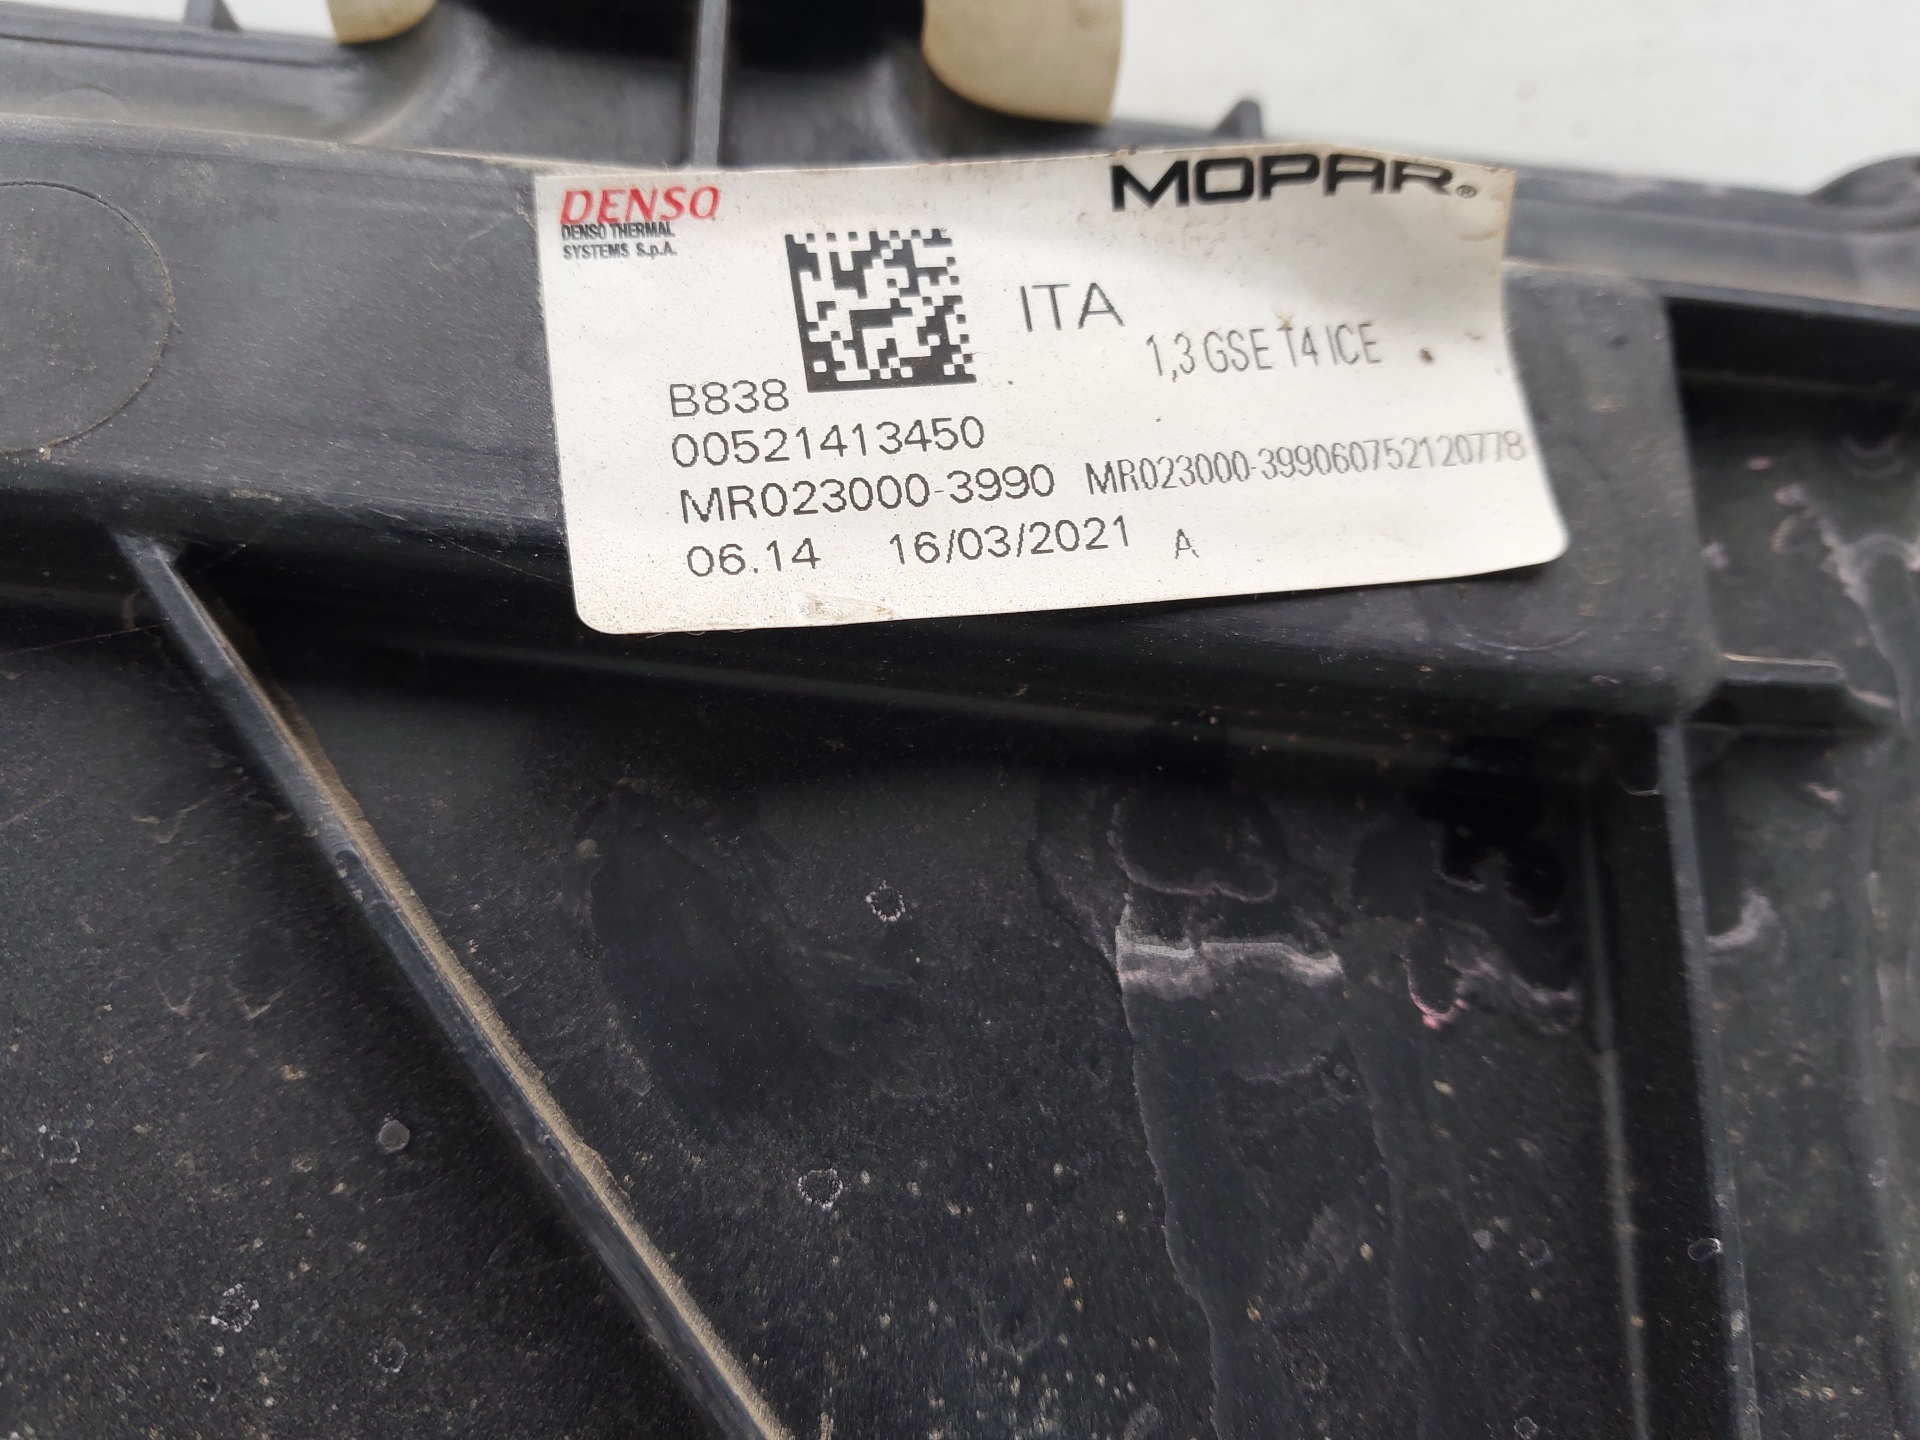 DENSO
DENSO THERMAL
SYSTEMS S.p.A.
MOPAR®
ITA
1,3 GSE T4 ICE
B838
00521413450
MR023000-3990 MR023000-399060752120778
06.14 16/03/2021 A